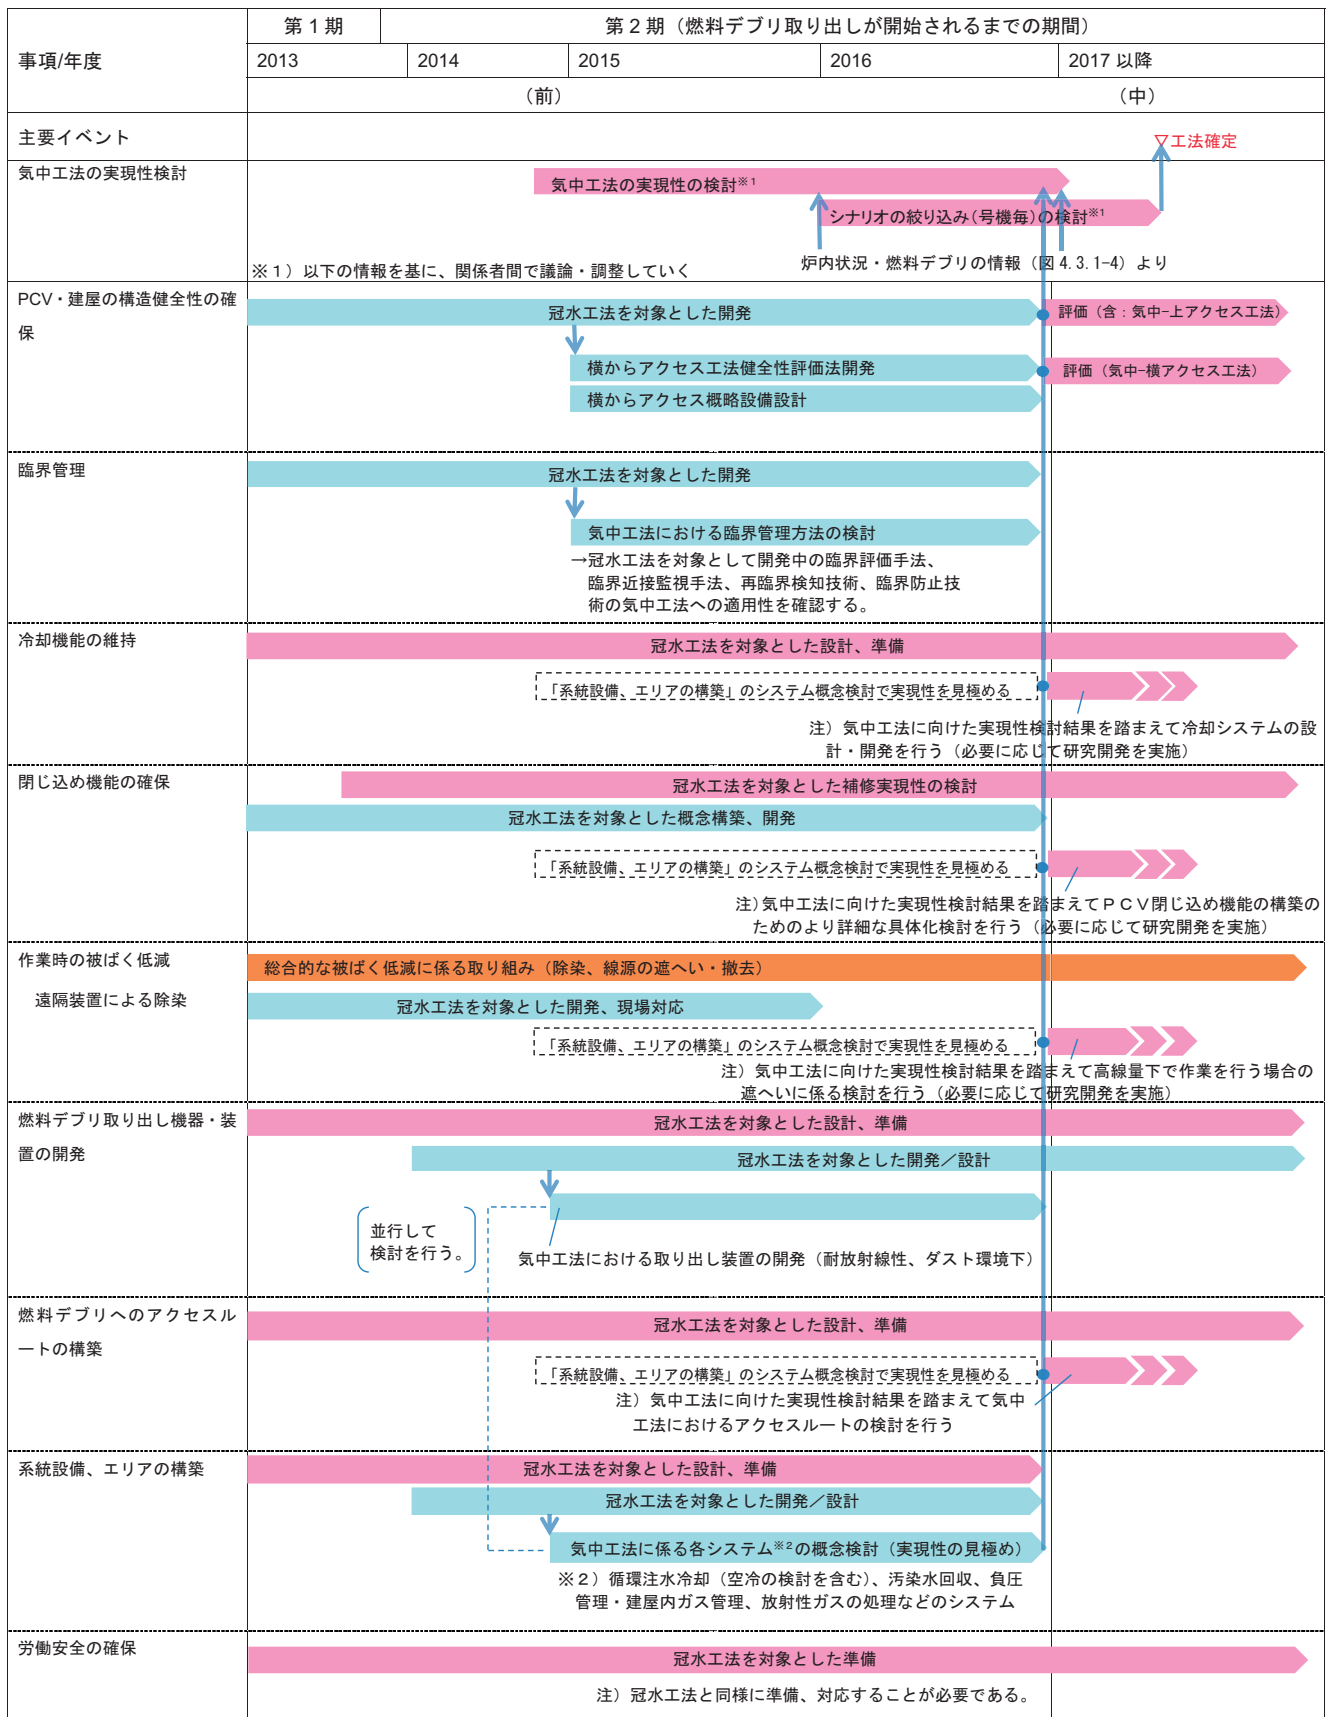 事項/年度
第１期
第２期（燃料デブリ取り出しが開始されるまでの期間）
2013
2014
2015
2016
2017 以降
（前）
（中）
主要イベント
▽工法確定
気中工法の実現性検討
気中工法の実現性の検討※１
シナリオの絞り込み（号機毎）の検討※１
炉内状況・燃料デブリの情報（図 4.3.1-4）より
※１）以下の情報を基に、関係者間で議論・調整していく
PCV・建屋の構造健全性の確
保
冠水工法を対象とした開発
評価（含：気中−上アクセス工法）
横からアクセス工法健全性評価法開発
評価（気中−横アクセス工法）
横からアクセス概略設備設計
臨界管理
冠水工法を対象とした開発
気中工法における臨界管理方法の検討
→冠水工法を対象として開発中の臨界評価手法、
臨界近接監視手法、再臨界検知技術、臨界防止技
術の気中工法への適用性を確認する。
冷却機能の維持
冠水工法を対象とした設計、準備
「系統設備、エリアの構築」のシステム概念検討で実現性を見極める
注）気中工法に向けた実現性検討結果を踏まえて冷却システムの設
計・開発を行う（必要に応じて研究開発を実施）
閉じ込め機能の確保
冠水工法を対象とした補修実現性の検討
冠水工法を対象とした概念構築、開発
「系統設備、エリアの構築」のシステム概念検討で実現性を見極める
注）気中工法に向けた実現性検討結果を踏まえてＰＣＶ閉じ込め機能の構築の
ためのより詳細な具体化検討を行う（必要に応じて研究開発を実施）
作業時の被ばく低減
総合的な被ばく低減に係る取り組み（除染、線源の遮へい・撤去）
遠隔装置による除染
冠水工法を対象とした開発、現場対応
「系統設備、エリアの構築」のシステム概念検討で実現性を見極める
注）気中工法に向けた実現性検討結果を踏まえて高線量下で作業を行う場合の
遮へいに係る検討を行う（必要に応じて研究開発を実施）
燃料デブリ取り出し機器・装
置の開発
冠水工法を対象とした設計、準備
冠水工法を対象とした開発／設計
並行して
検討を行う。
気中工法における取り出し装置の開発（耐放射線性、ダスト環境下）
燃料デブリへのアクセスル
ートの構築
冠水工法を対象とした設計、準備
「系統設備、エリアの構築」のシステム概念検討で実現性を見極める
注）気中工法に向けた実現性検討結果を踏まえて気中
工法におけるアクセスルートの検討を行う
系統設備、エリアの構築
冠水工法を対象とした設計、準備
冠水工法を対象とした開発／設計
気中工法に係る各システム※２の概念検討（実現性の見極め）
※２）循環注水冷却（空冷の検討を含む）、汚染水回収、負圧
管理・建屋内ガス管理、放射性ガスの処理などのシステム
労働安全の確保
冠水工法を対象とした準備
注）冠水工法と同様に準備、対応することが必要である。